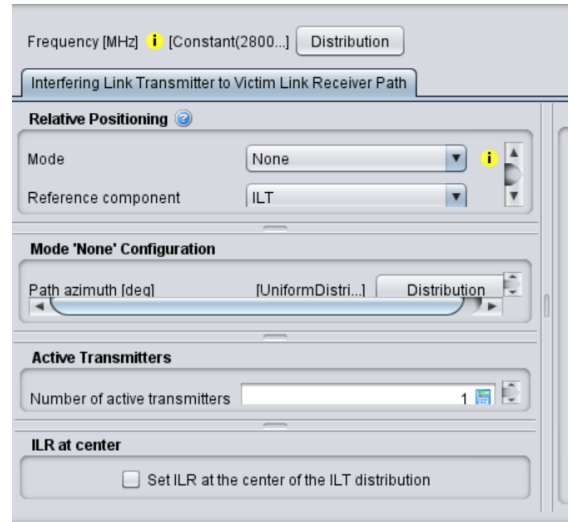 Frequency [MHz] i [Constant(2800...] Distribution
Interfering Link Transmitter to Victim Link Receiver Path
Relative Positioning ?
Mode None i
Reference component ILT
Mode 'None' Configuration
Path azimuth [deg] [UniformDistri...] Distribution
Active Transmitters
Number of active transmitters 1
ILR at center
Set ILR at the center of the ILT distribution